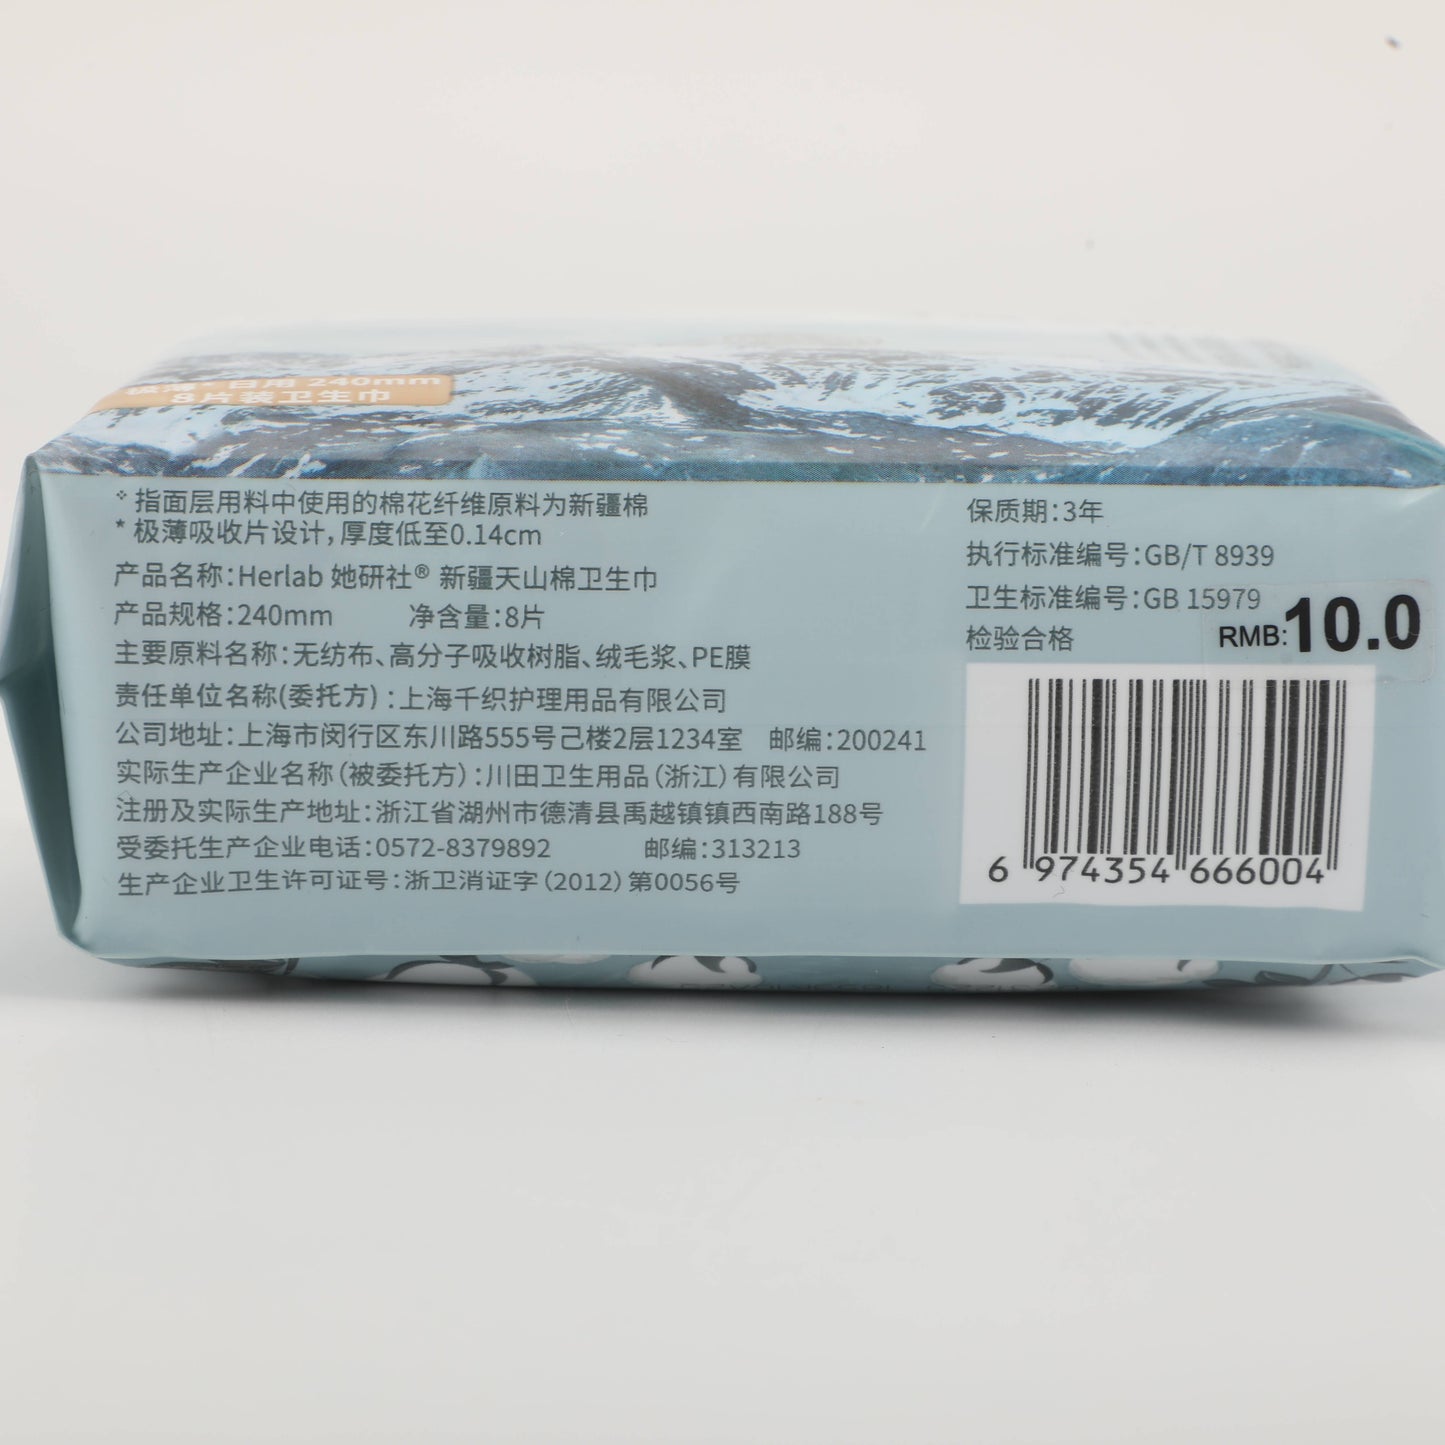 极薄·日用 240mm
8片装卫生巾
指面层用料中使用的棉花纤维原料为新疆棉
* 极薄吸收片设计,厚度低至0.14cm
产品名称:Herlab 她研社® 新疆天山棉卫生巾
产品规格:240mm 净含量:8片
主要原料名称:无纺布、高分子吸收树脂、绒毛浆、PE膜
责任单位名称(委托方):上海千织护理用品有限公司
公司地址:上海市闵行区东川路555号己楼2层1234室 邮编:200241
实际生产企业名称(被委托方):川田卫生用品(浙江)有限公司
注册及实际生产地址:浙江省湖州市德清县禹越镇镇西南路188号
受委托生产企业电话:0572-8379892 邮编:313213
生产企业卫生许可证号:浙卫消证字(2012)第0056号
保质期:3年
执行标准编号:GB/T 8939
卫生标准编号:GB 15979
检验合格
RMB:10.0
6 974354 666004